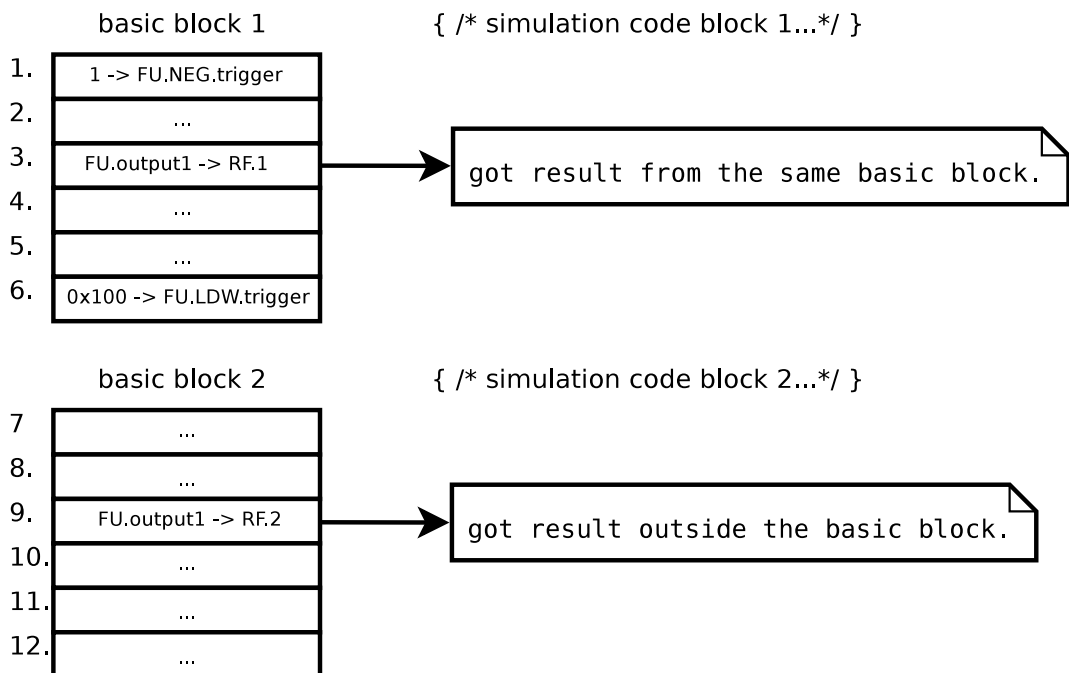 basic block 1 { /* simulation code block 1...*/ }
1. 1 -> FU.NEG.trigger
2. ...
3. FU.output1 -> RF.1 got result from the same basic block.
4. ...
5. ...
6. 0x100 -> FU.LDW.trigger
basic block 2 { /* simulation code block 2...*/ }
7 ...
8. ...
9. FU.output1 -> RF.2 got result outside the basic block.
10. ...
11. ...
12. ...